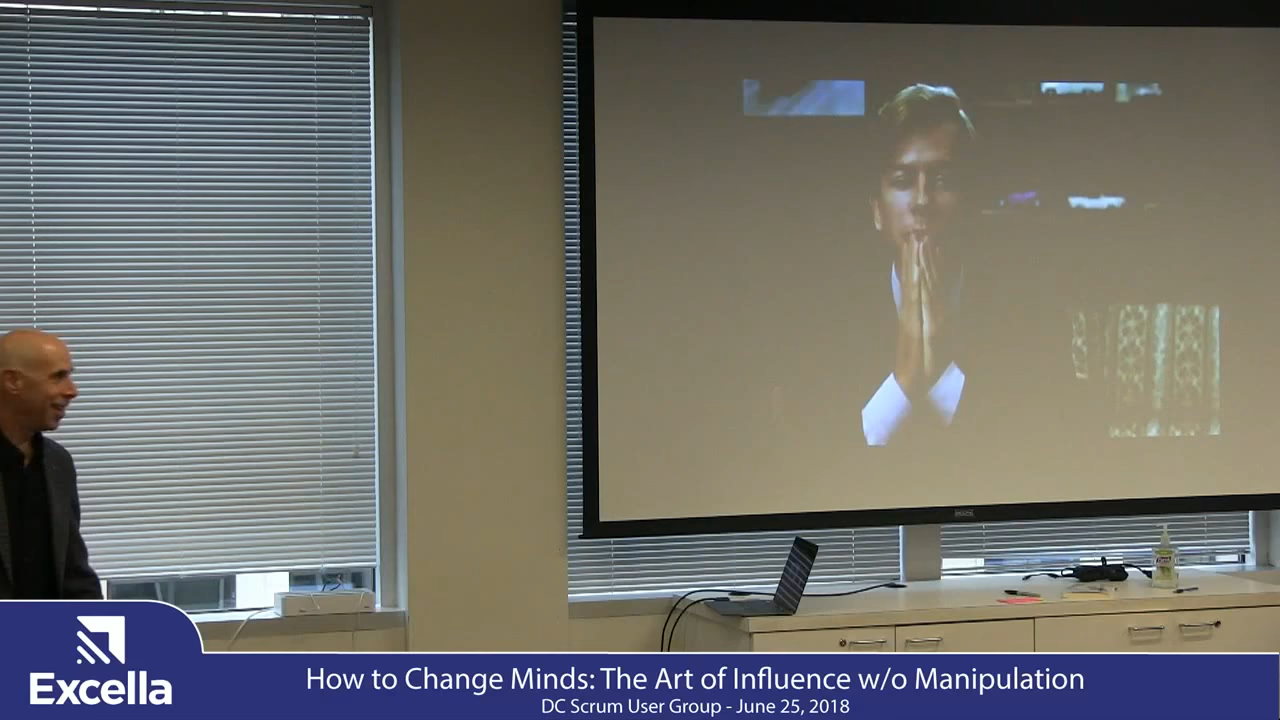 Excella
How to Change Minds: The Art of Influence w/o Manipulation
DC Scrum User Group - June 25, 2018